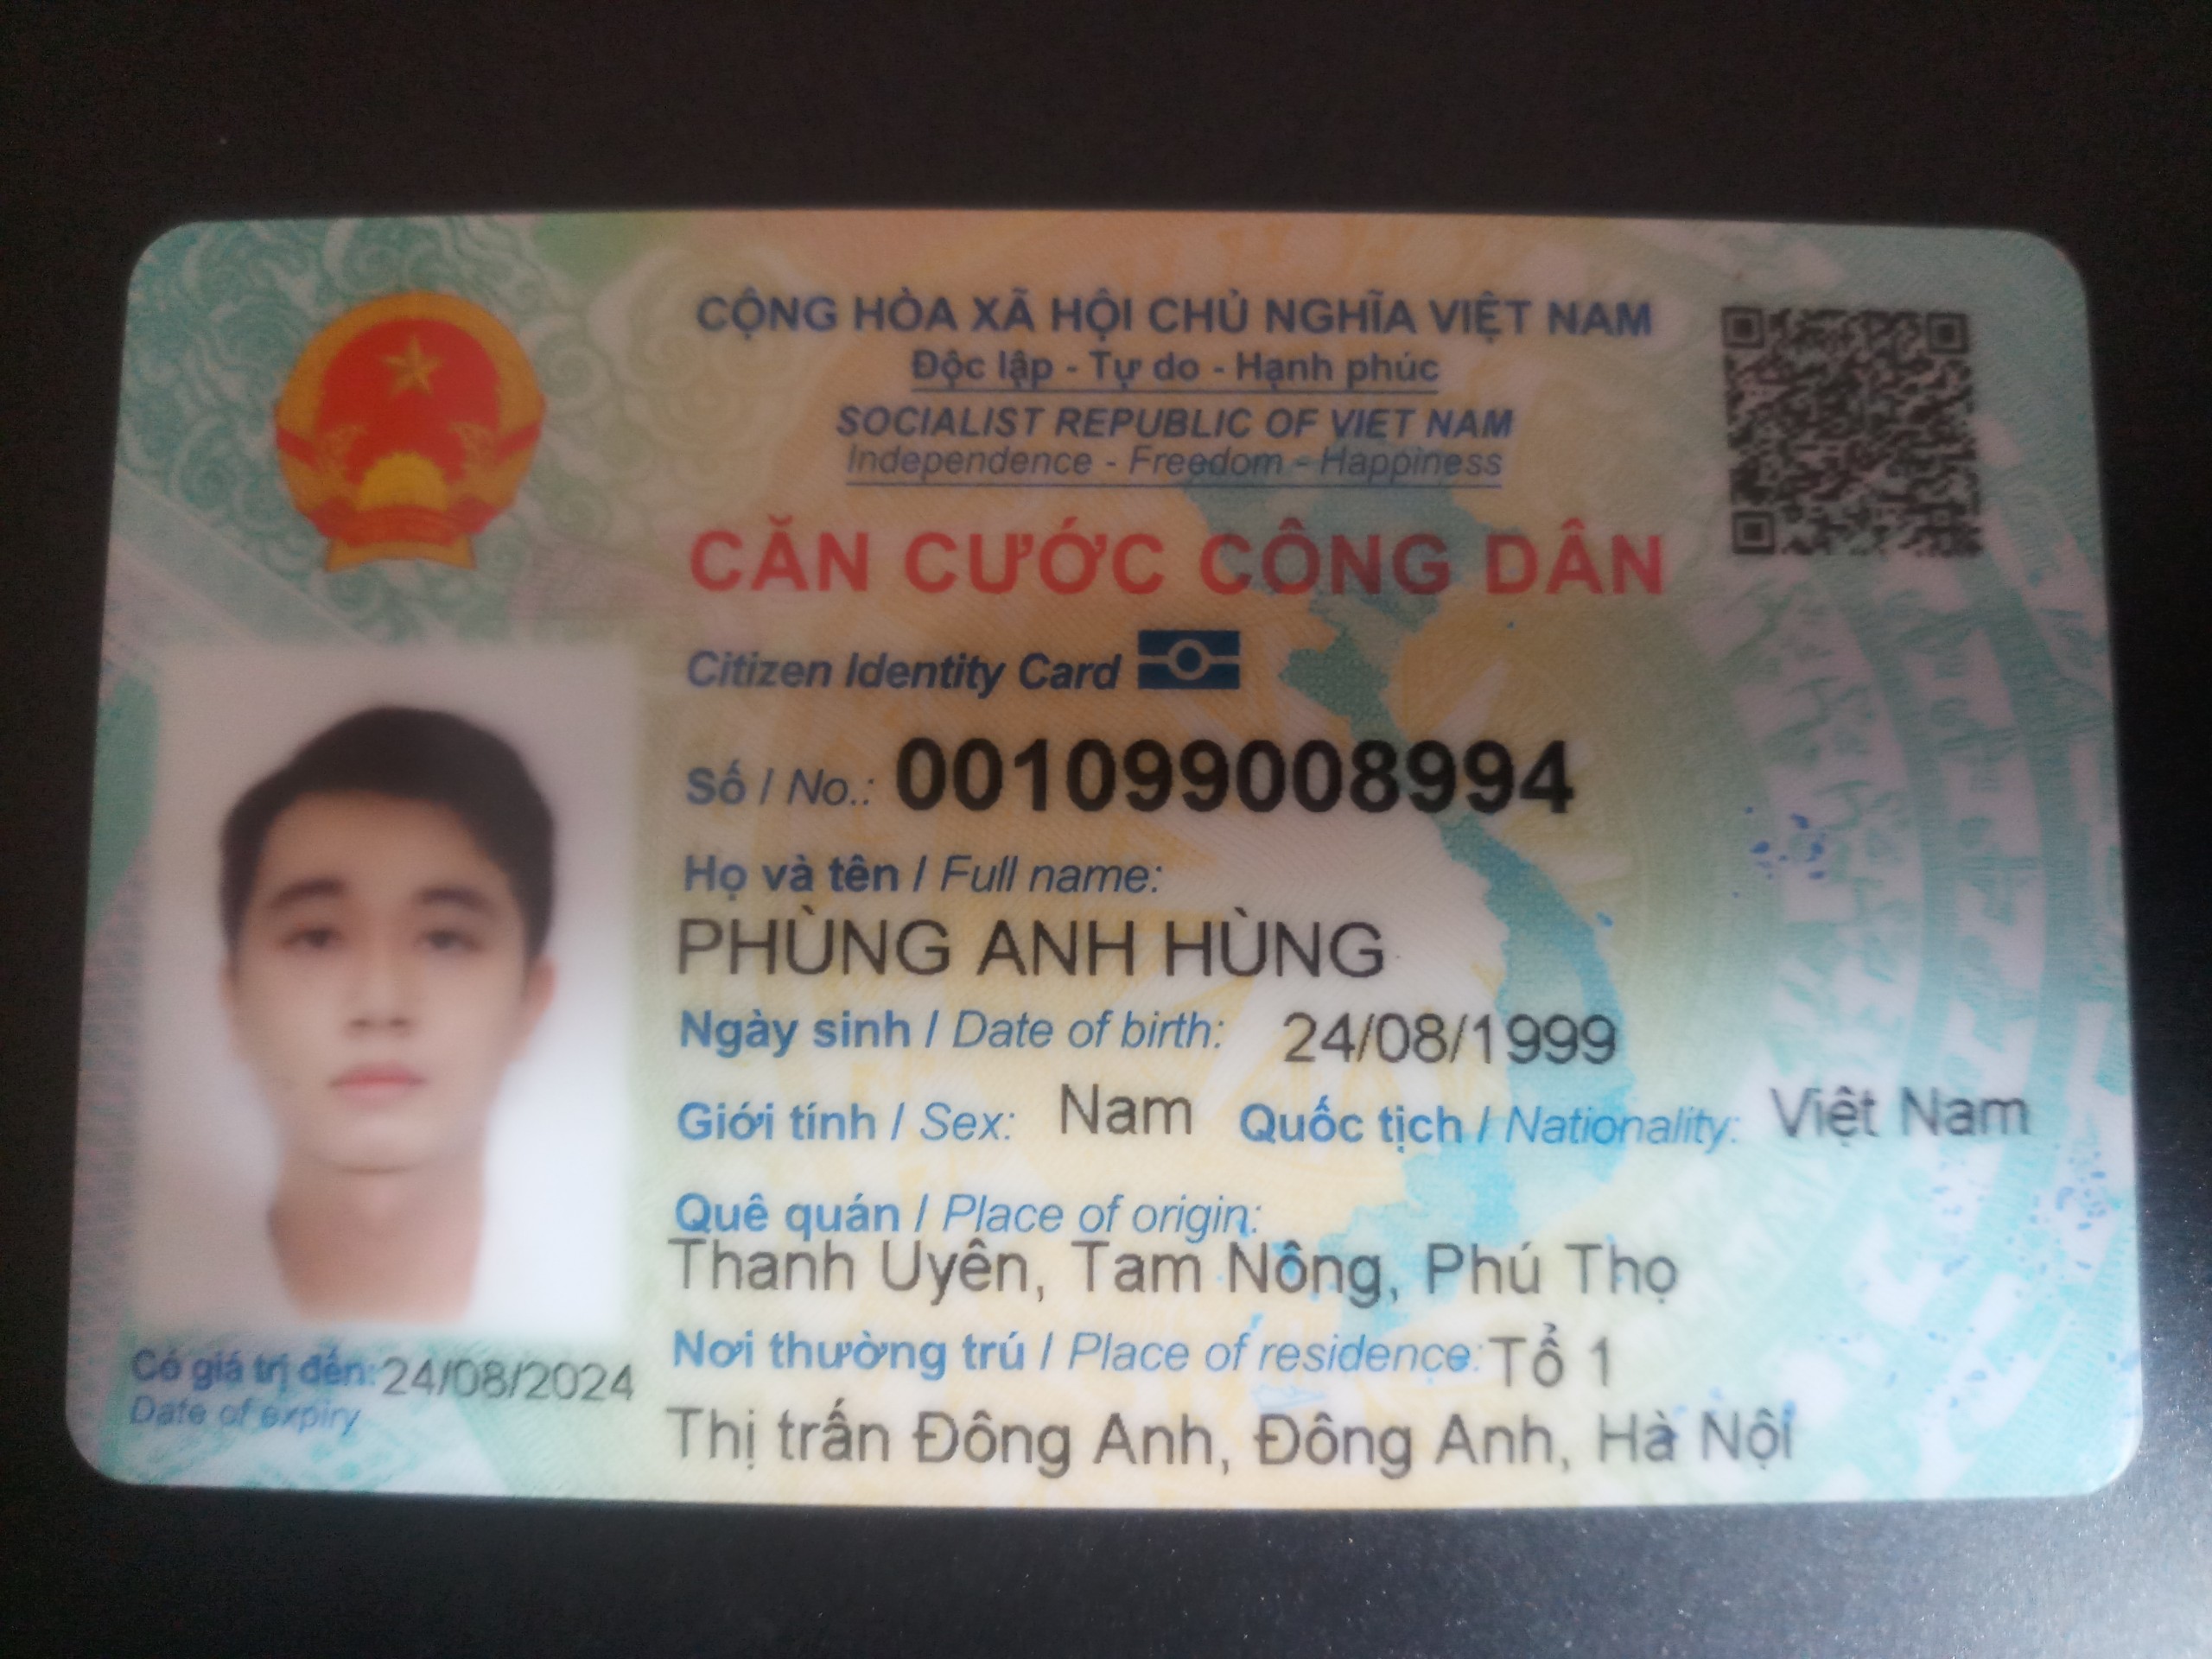 CỘNG HÒA XÃ HỘI CHỦ NGHĨA VIỆT NAM
Độc lập - Tự do - Hạnh phúc
SOCIALIST REPUBLIC OF VIET NAM
Independence - Freedom - Happiness
CĂN CƯỚC CÔNG DÂN
Citizen Identity Card
Số / No.: 001099008994
Họ và tên / Full name:
PHÙNG ANH HÙNG
Ngày sinh / Date of birth: 24/08/1999
Giới tính / Sex: Nam Quốc tịch / Nationality: Việt Nam
Quê quán / Place of origin:
Thanh Uyên, Tam Nông, Phú Thọ
Nơi thường trú / Place of residence: Tổ 1
Thị trấn Đông Anh, Đông Anh, Hà Nội
Có giá trị đến: 24/08/2024
Date of expiry